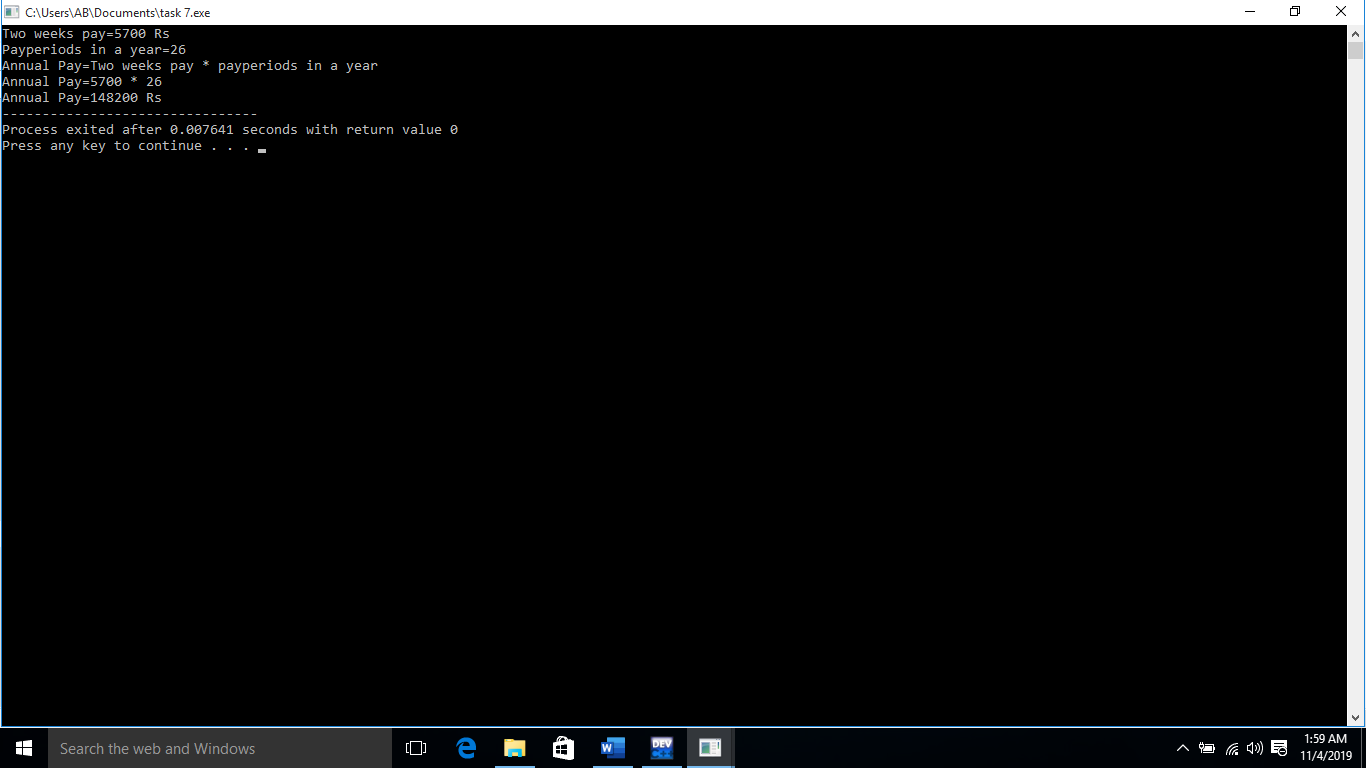 C:\Users\AB\Documents\task 7.exe
Two weeks pay=5700 Rs
Payperiods in a year=26
Annual Pay=Two weeks pay * payperiods in a year
Annual Pay=5700 * 26
Annual Pay=148200 Rs
--------------------------------
Process exited after 0.007641 seconds with return value 0
Press any key to continue . . .
Search the web and Windows
W
DEV
C++
1:59 AM
11/4/2019